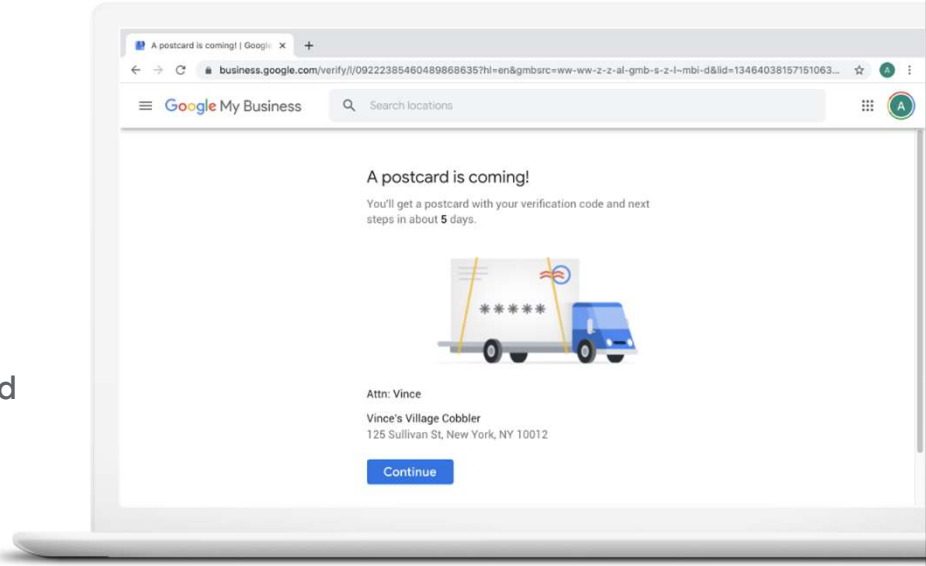 A postcard is coming! | Googl
business.google.com/verify/l/09222385460489868635?hl=en&gmbsrc=ww-ww-z-z-al-gmb-s-z-l~mbi-d&lid=13464038157151063...
A
Google My Business
Search locations
A
A postcard is coming!
You'll get a postcard with your verification code and next
steps in about 5 days.
*****
d
Attn: Vince
Vince's Village Cobbler
125 Sullivan St, New York, NY 10012
Continue